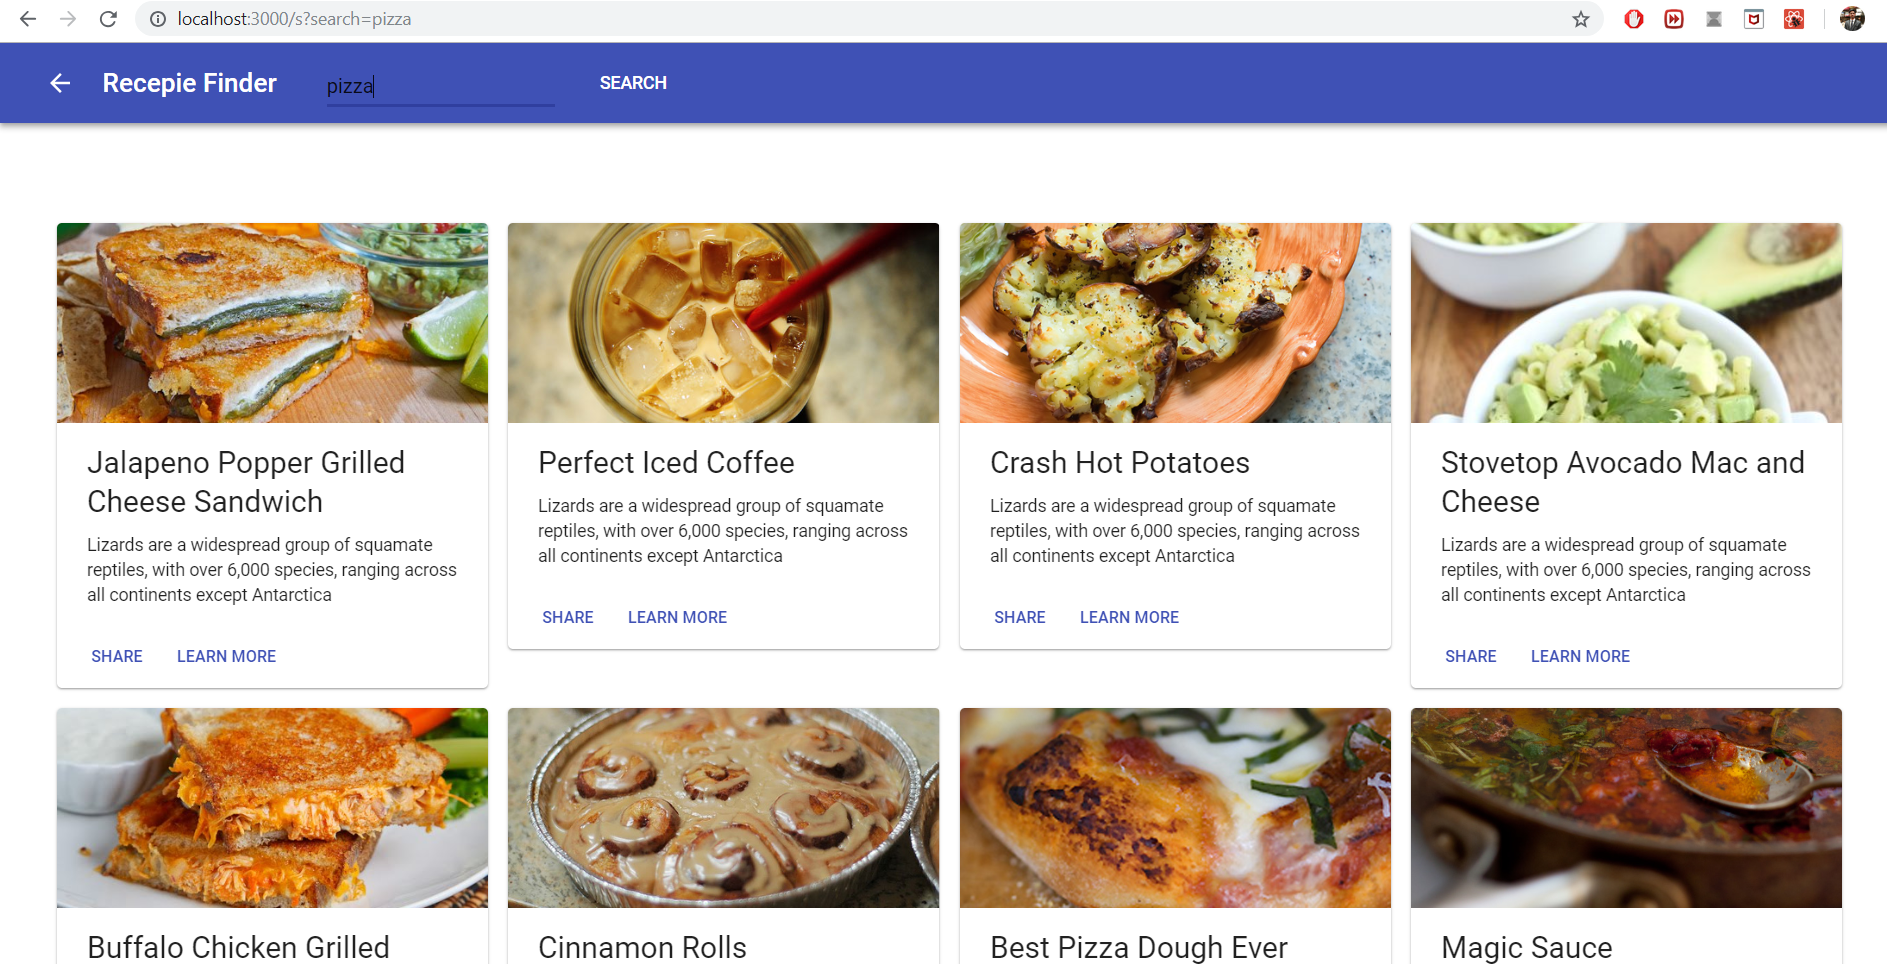 localhost:3000/s?search=pizza
Recepie Finder
pizza
SEARCH
Jalapeno Popper Grilled
Cheese Sandwich
Lizards are a widespread group of squamate
reptiles, with over 6,000 species, ranging across
all continents except Antarctica
SHARE LEARN MORE
Perfect Iced Coffee
Lizards are a widespread group of squamate
reptiles, with over 6,000 species, ranging across
all continents except Antarctica
SHARE LEARN MORE
Crash Hot Potatoes
Lizards are a widespread group of squamate
reptiles, with over 6,000 species, ranging across
all continents except Antarctica
SHARE LEARN MORE
Stovetop Avocado Mac and
Cheese
Lizards are a widespread group of squamate
reptiles, with over 6,000 species, ranging across
all continents except Antarctica
SHARE LEARN MORE
Buffalo Chicken Grilled
Cinnamon Rolls
Best Pizza Dough Ever
Magic Sauce